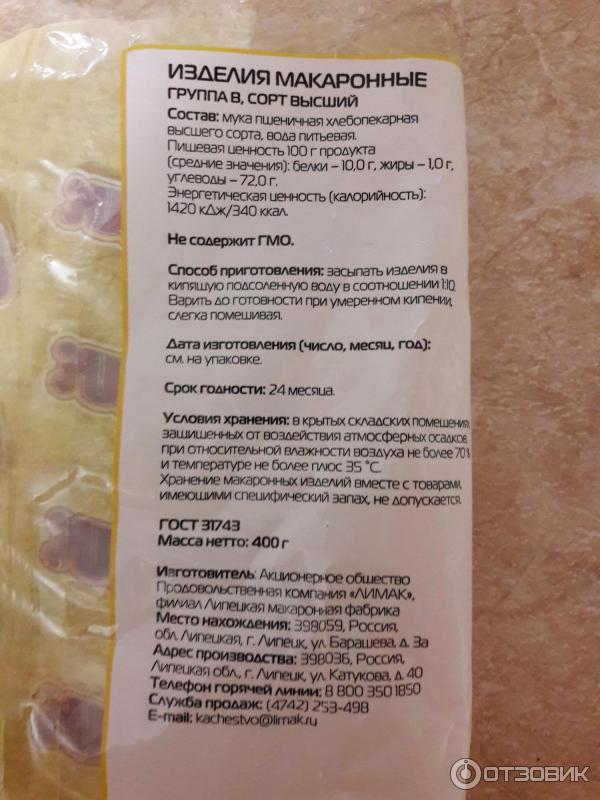 ИЗДЕЛИЯ МАКАРОННЫЕ
ГРУППА В, СОРТ ВЫСШИЙ
Состав: мука пшеничная хлебопекарная
высшего сорта, вода питьевая.
Пищевая ценность 100 г продукта
(средние значения): белки – 10,0 г, жиры – 1,0 г,
углеводы – 72,0 г.
Энергетическая ценность (калорийность):
1420 кДж/340 ккал.
Не содержит ГМО.
Способ приготовления: засыпать изделия в
кипящую подсоленную воду в соотношении 1:10.
Варить до готовности при умеренном кипении,
слегка помешивая.
Дата изготовления (число, месяц, год):
см. на упаковке.
Срок годности: 24 месяца.
Условия хранения: в крытых складских помещения
защищенных от воздействия атмосферных осадков
при относительной влажности воздуха не более 70%
и температуре не более плюс 35 °С.
Хранение макаронных изделий вместе с товарами,
имеющими специфический запах, не допускается.
ГОСТ 31743
Масса нетто: 400 г
Изготовитель: Акционерное общество
Продовольственная компания «ЛИМАК»,
филиал Липецкая макаронная фабрика
Место нахождения: 398059, Россия,
обл. Липецкая, г. Липецк, ул. Барашева, д. 3а
Адрес производства: 398036, Россия,
Липецкая обл., г. Липецк, ул. Катукова, д. 40
Телефон горячей линии: 8 800 350 1850
Служба продаж: (4742) 253-498
E-mail: kachestvo@limak.ru
ОТЗОВИК